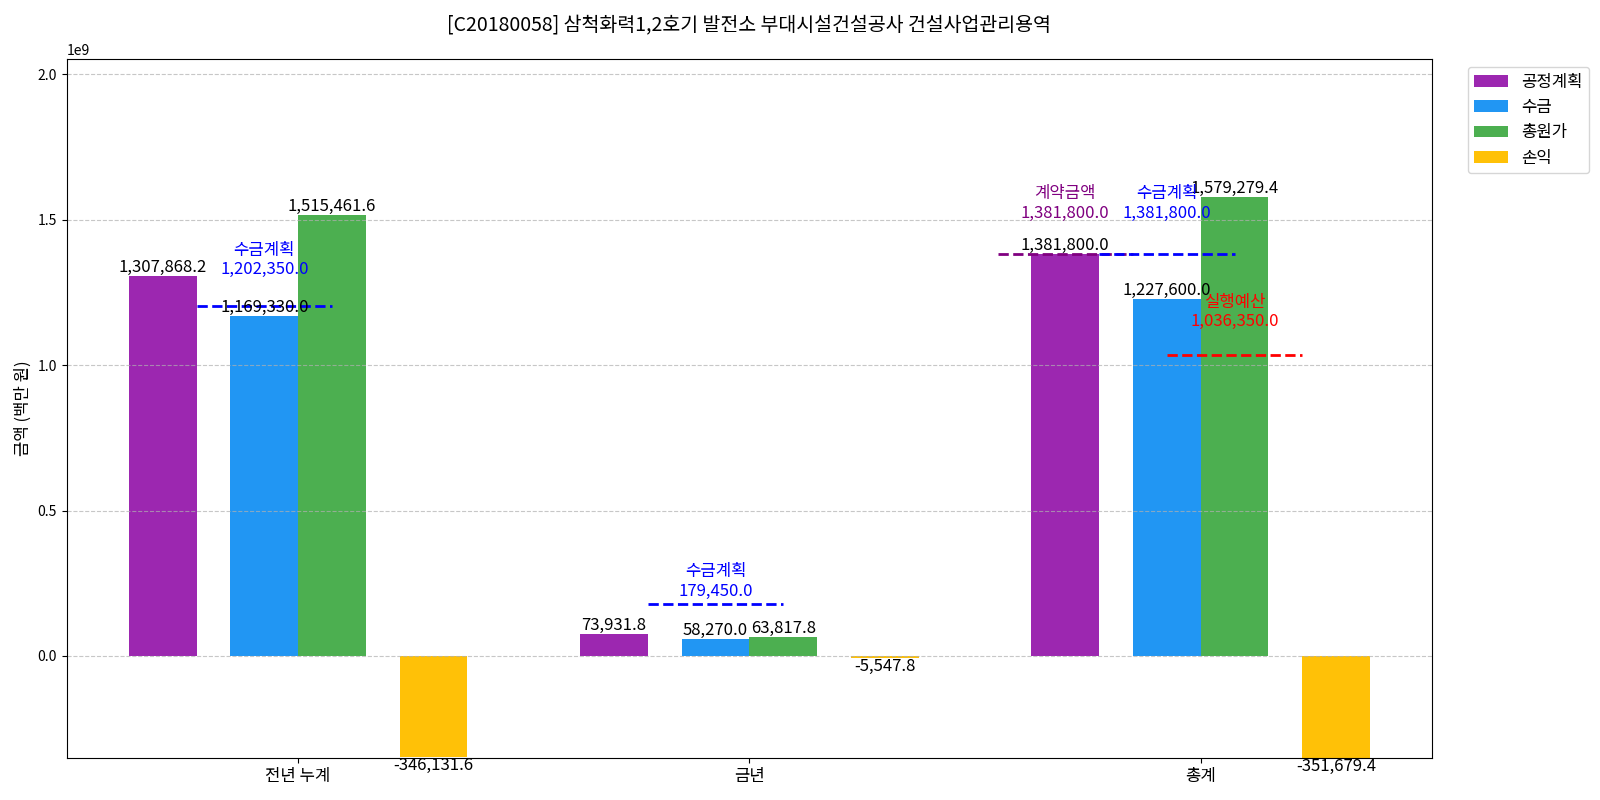 [C20180058] 삼척화력1,2호기 발전소 부대시설건설공사 건설사업관리용역
1e9
2.0
1.5
1.0
0.5
0.0
금액 (백만 원)
1,307,868.2
수금계획
1,202,350.0
1,169,330.0
1,515,461.6
-346,131.6
73,931.8
수금계획
179,450.0
58,270.0
63,817.8
-5,547.8
계약금액
1,381,800.0
1,381,800.0
수금계획
1,381,800.0
1,227,600.0
1,579,279.4
실행예산
1,036,350.0
-351,679.4
전년 누계
금년
총계
공정계획
수금
총원가
손익